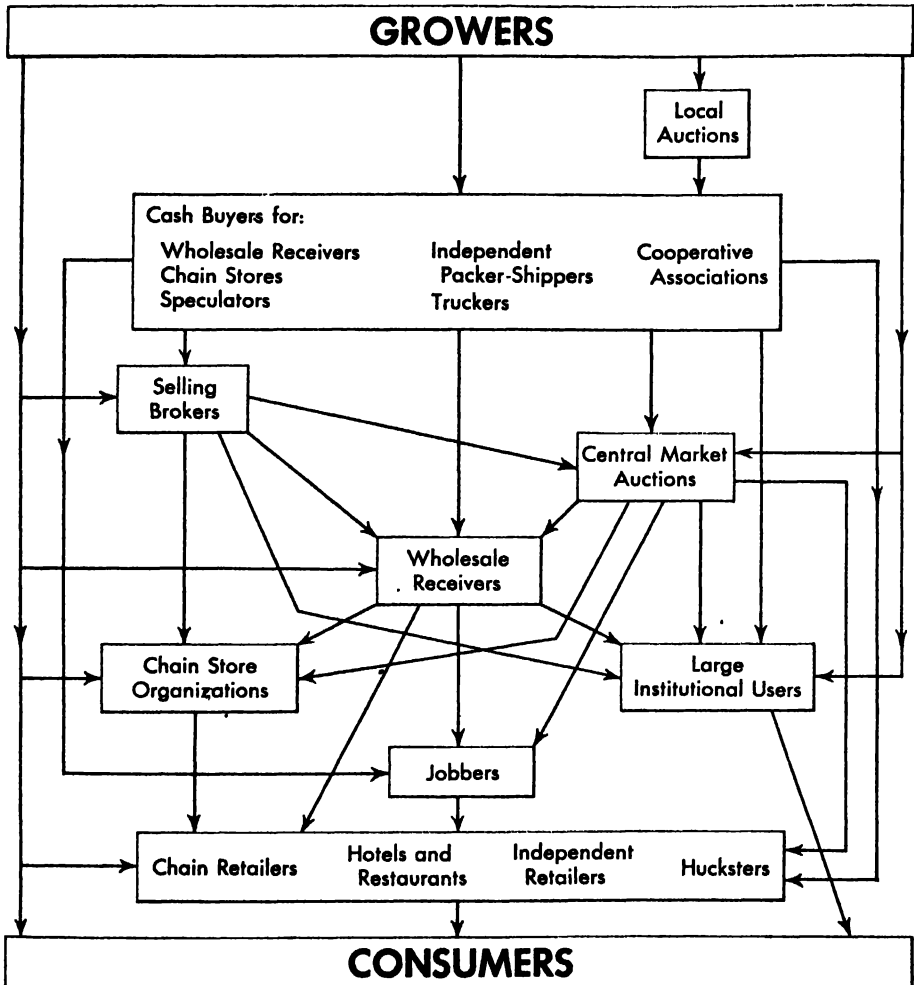 GROWERS
Local
Auctions
Cash Buyers for:
Wholesale Receivers
Chain Stores
Speculators
Independent
Packer-Shippers
Truckers
Cooperative
Associations
Selling
Brokers
Central Market
Auctions
Wholesale
Receivers
Chain Store
Organizations
Large
Institutional Users
Jobbers
Chain Retailers
Hotels and
Restaurants
Independent
Retailers
Hucksters
CONSUMERS